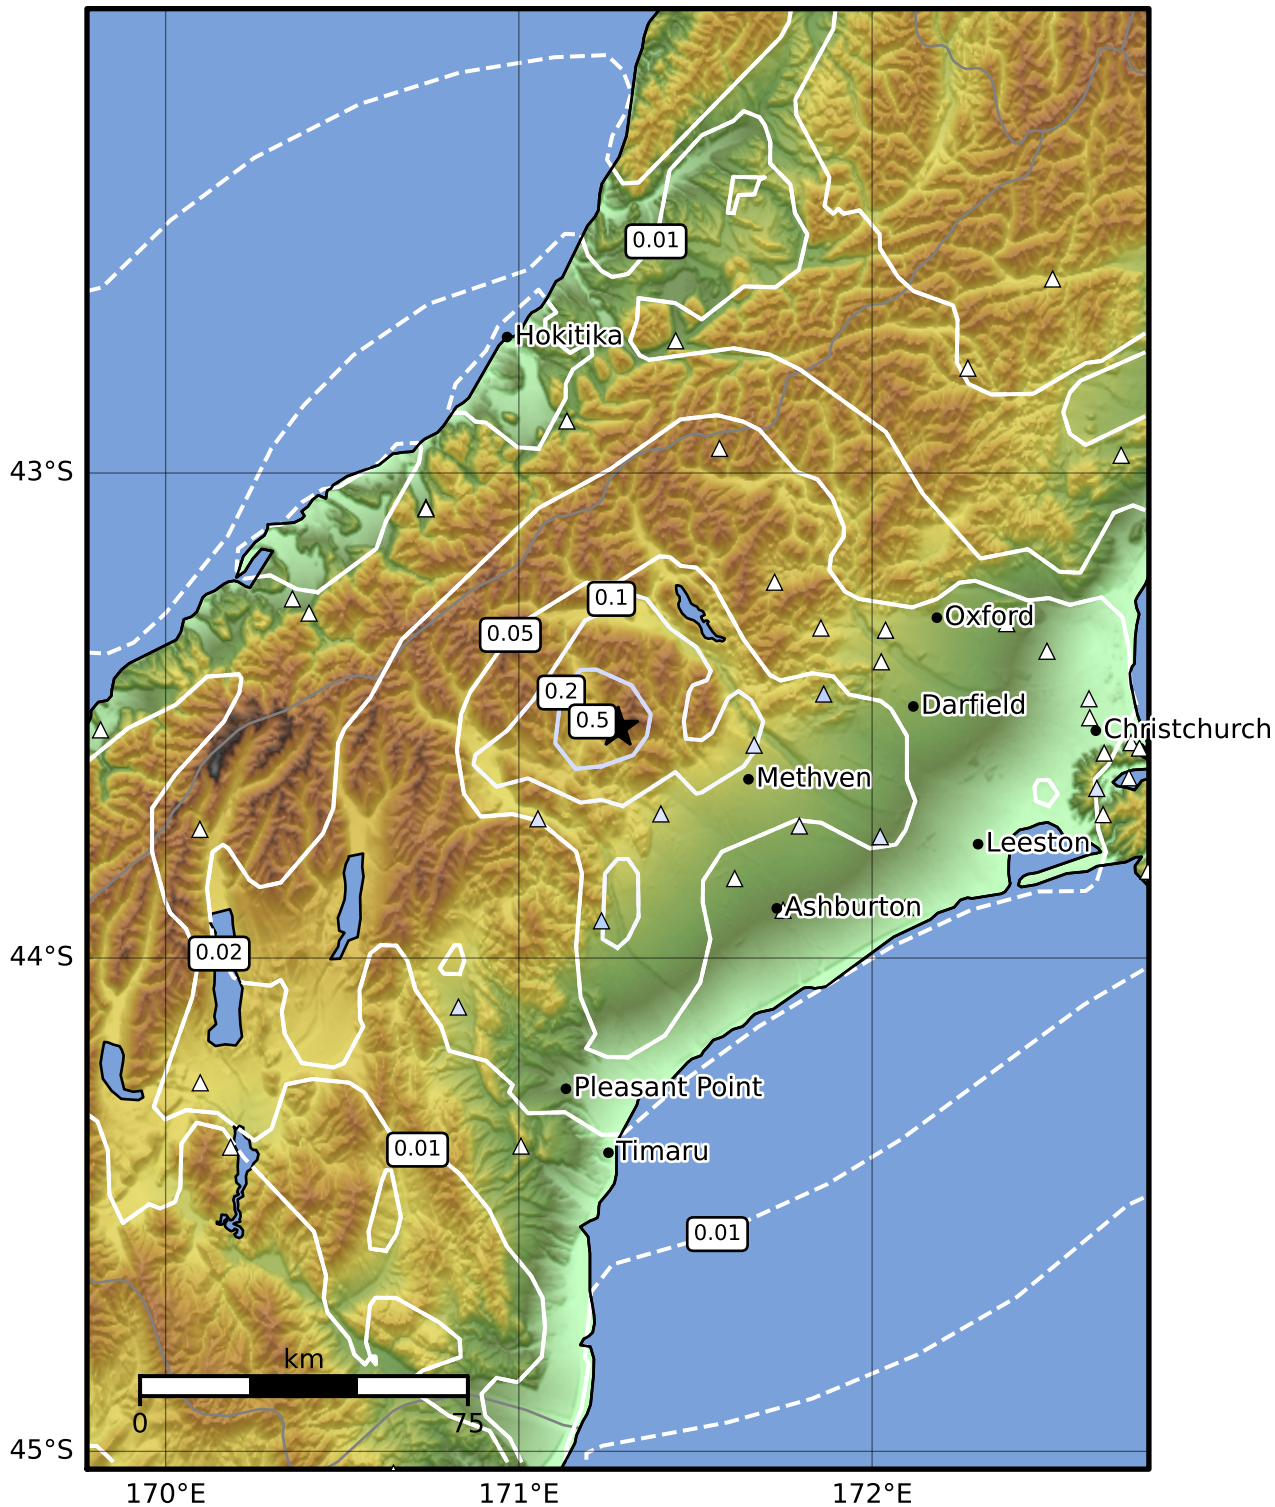 0.01
Hokitika
43°S
0.1
Oxford
0.05
0.2
Darfield
0.5
Christchurch
Methven
Leeston
Ashburton
0.02
44°S
Pleasant Point
0.01
Timaru
0.01
km
0
75
45°S
170°E
171°E
172°E